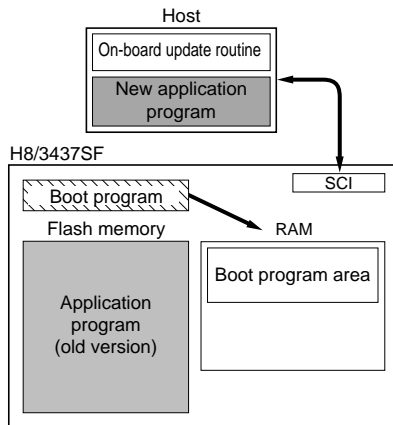 Host
On-board update routine
New application
program
H8/3437SF
SCI
Boot program
Flash memory
RAM
Boot program area
Application
program
(old version)